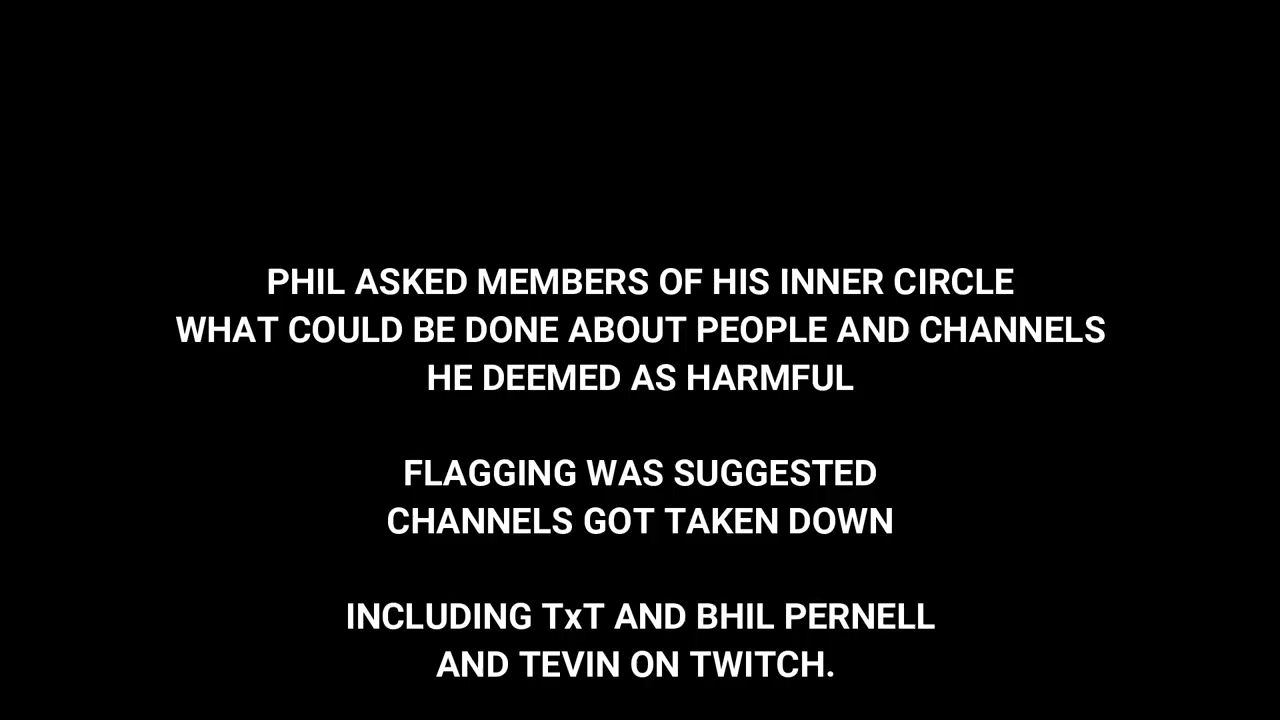 PHIL ASKED MEMBERS OF HIS INNER CIRCLE
WHAT COULD BE DONE ABOUT PEOPLE AND CHANNELS
HE DEEMED AS HARMFUL
FLAGGING WAS SUGGESTED
CHANNELS GOT TAKEN DOWN
INCLUDING TxT AND BHIL PERNELL
AND TEVIN ON TWITCH.